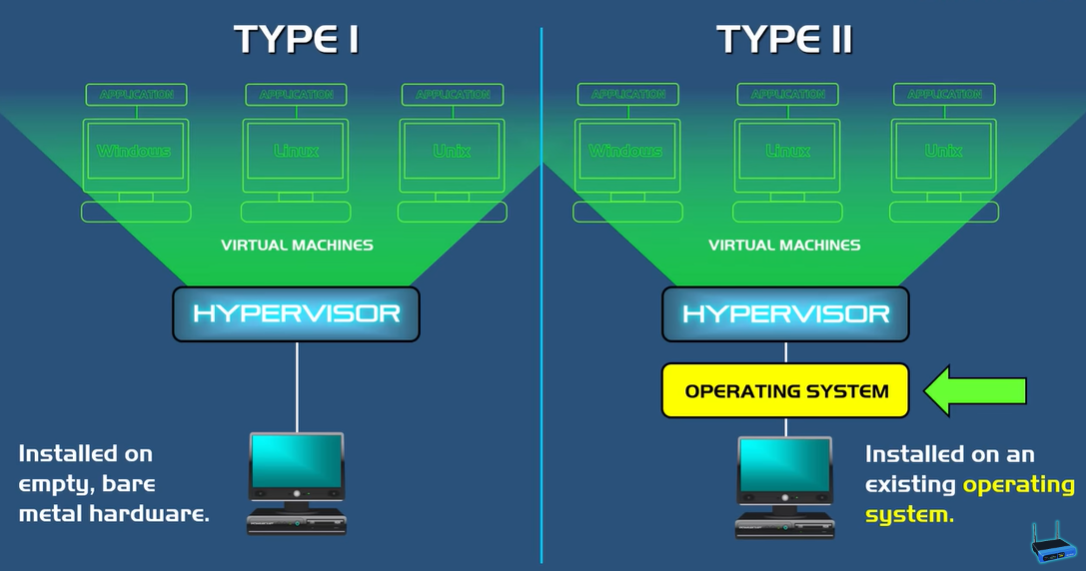 TYPE I
APPLICATION
APPLICATION
APPLICATION
Windows
Linux
Unix
VIRTUAL MACHINES
HYPERVISOR
Installed on
empty, bare
metal hardware.
TYPE II
APPLICATION
APPLICATION
APPLICATION
Windows
Linux
Unix
VIRTUAL MACHINES
HYPERVISOR
OPERATING SYSTEM
Installed on an
existing operating
system.